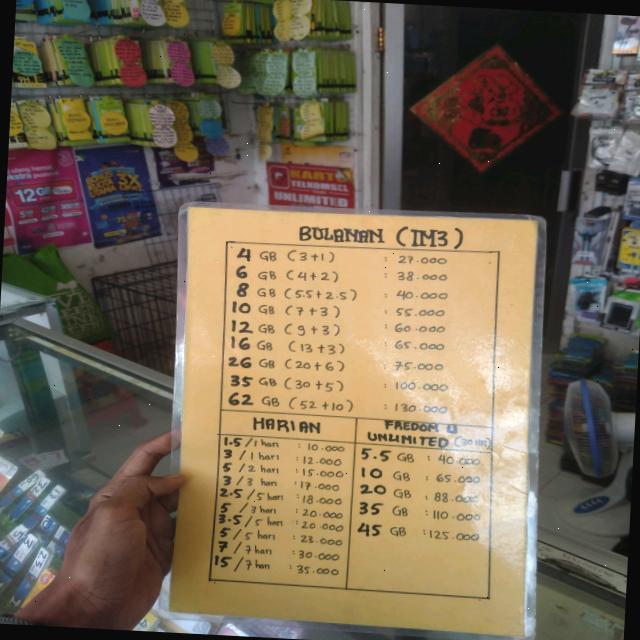 12GB
KARTU
TELKOMSEL
UNLIMITED
BULANAN (IM3)
4 GB (3+1) : 27.000
6 GB (4+2) : 38.000
8 GB (5.5+2.5) : 40.000
10 GB (7+3) : 55.000
12 GB (9+3) : 60.000
16 GB (13+3) : 65.000
26 GB (20+6) : 75.000
35 GB (30+5) : 100.000
62 GB (52+10) : 130.000
HARIAN
1.5/1 hari : 10.000
3/1 hari : 12.000
5/2 hari : 15.000
3/3 hari : 17.000
2.5/5 hari : 18.000
5/3 hari : 20.000
3.5/5 hari : 20.000
5/5 hari : 23.000
7/7 hari : 30.000
15/7 hari : 35.000
FREDOM U
UNLIMITED (30 HR)
5.5 GB : 40.000
10 GB : 65.000
20 GB : 88.000
35 GB : 110.000
45 GB : 125.000